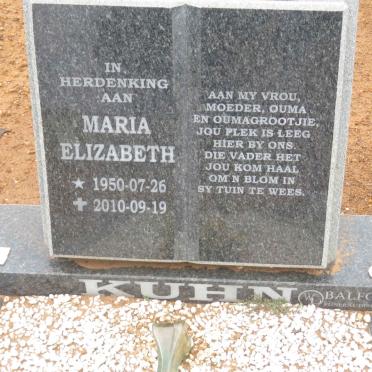 IN
HERDENKING
AAN
MARIA
ELIZABETH
★ 1950-07-26
✝ 2010-09-19
AAN MY VROU,
MOEDER, OUMA
EN OUMAGROOTJIE,
JOU PLEK IS LEEG
HIER BY ONS.
DIE VADER HET
JOU KOM HAAL
OM 'N BLOM IN
SY TUIN TE WEES.
KUHN
BALFO